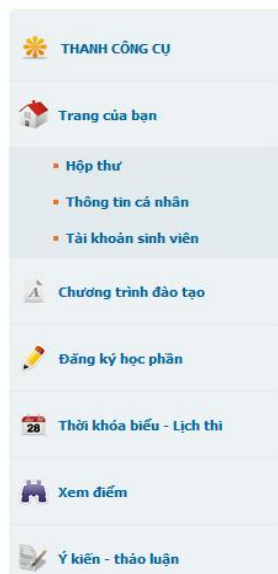 THANH CÔNG CỤ
Trang của bạn
Hộp thư
Thông tin cá nhân
Tài khoản sinh viên
A
Chương trình đào tạo
Đăng ký học phần
28
Thời khóa biểu - Lịch thi
Xem điểm
Ý kiến - thảo luận